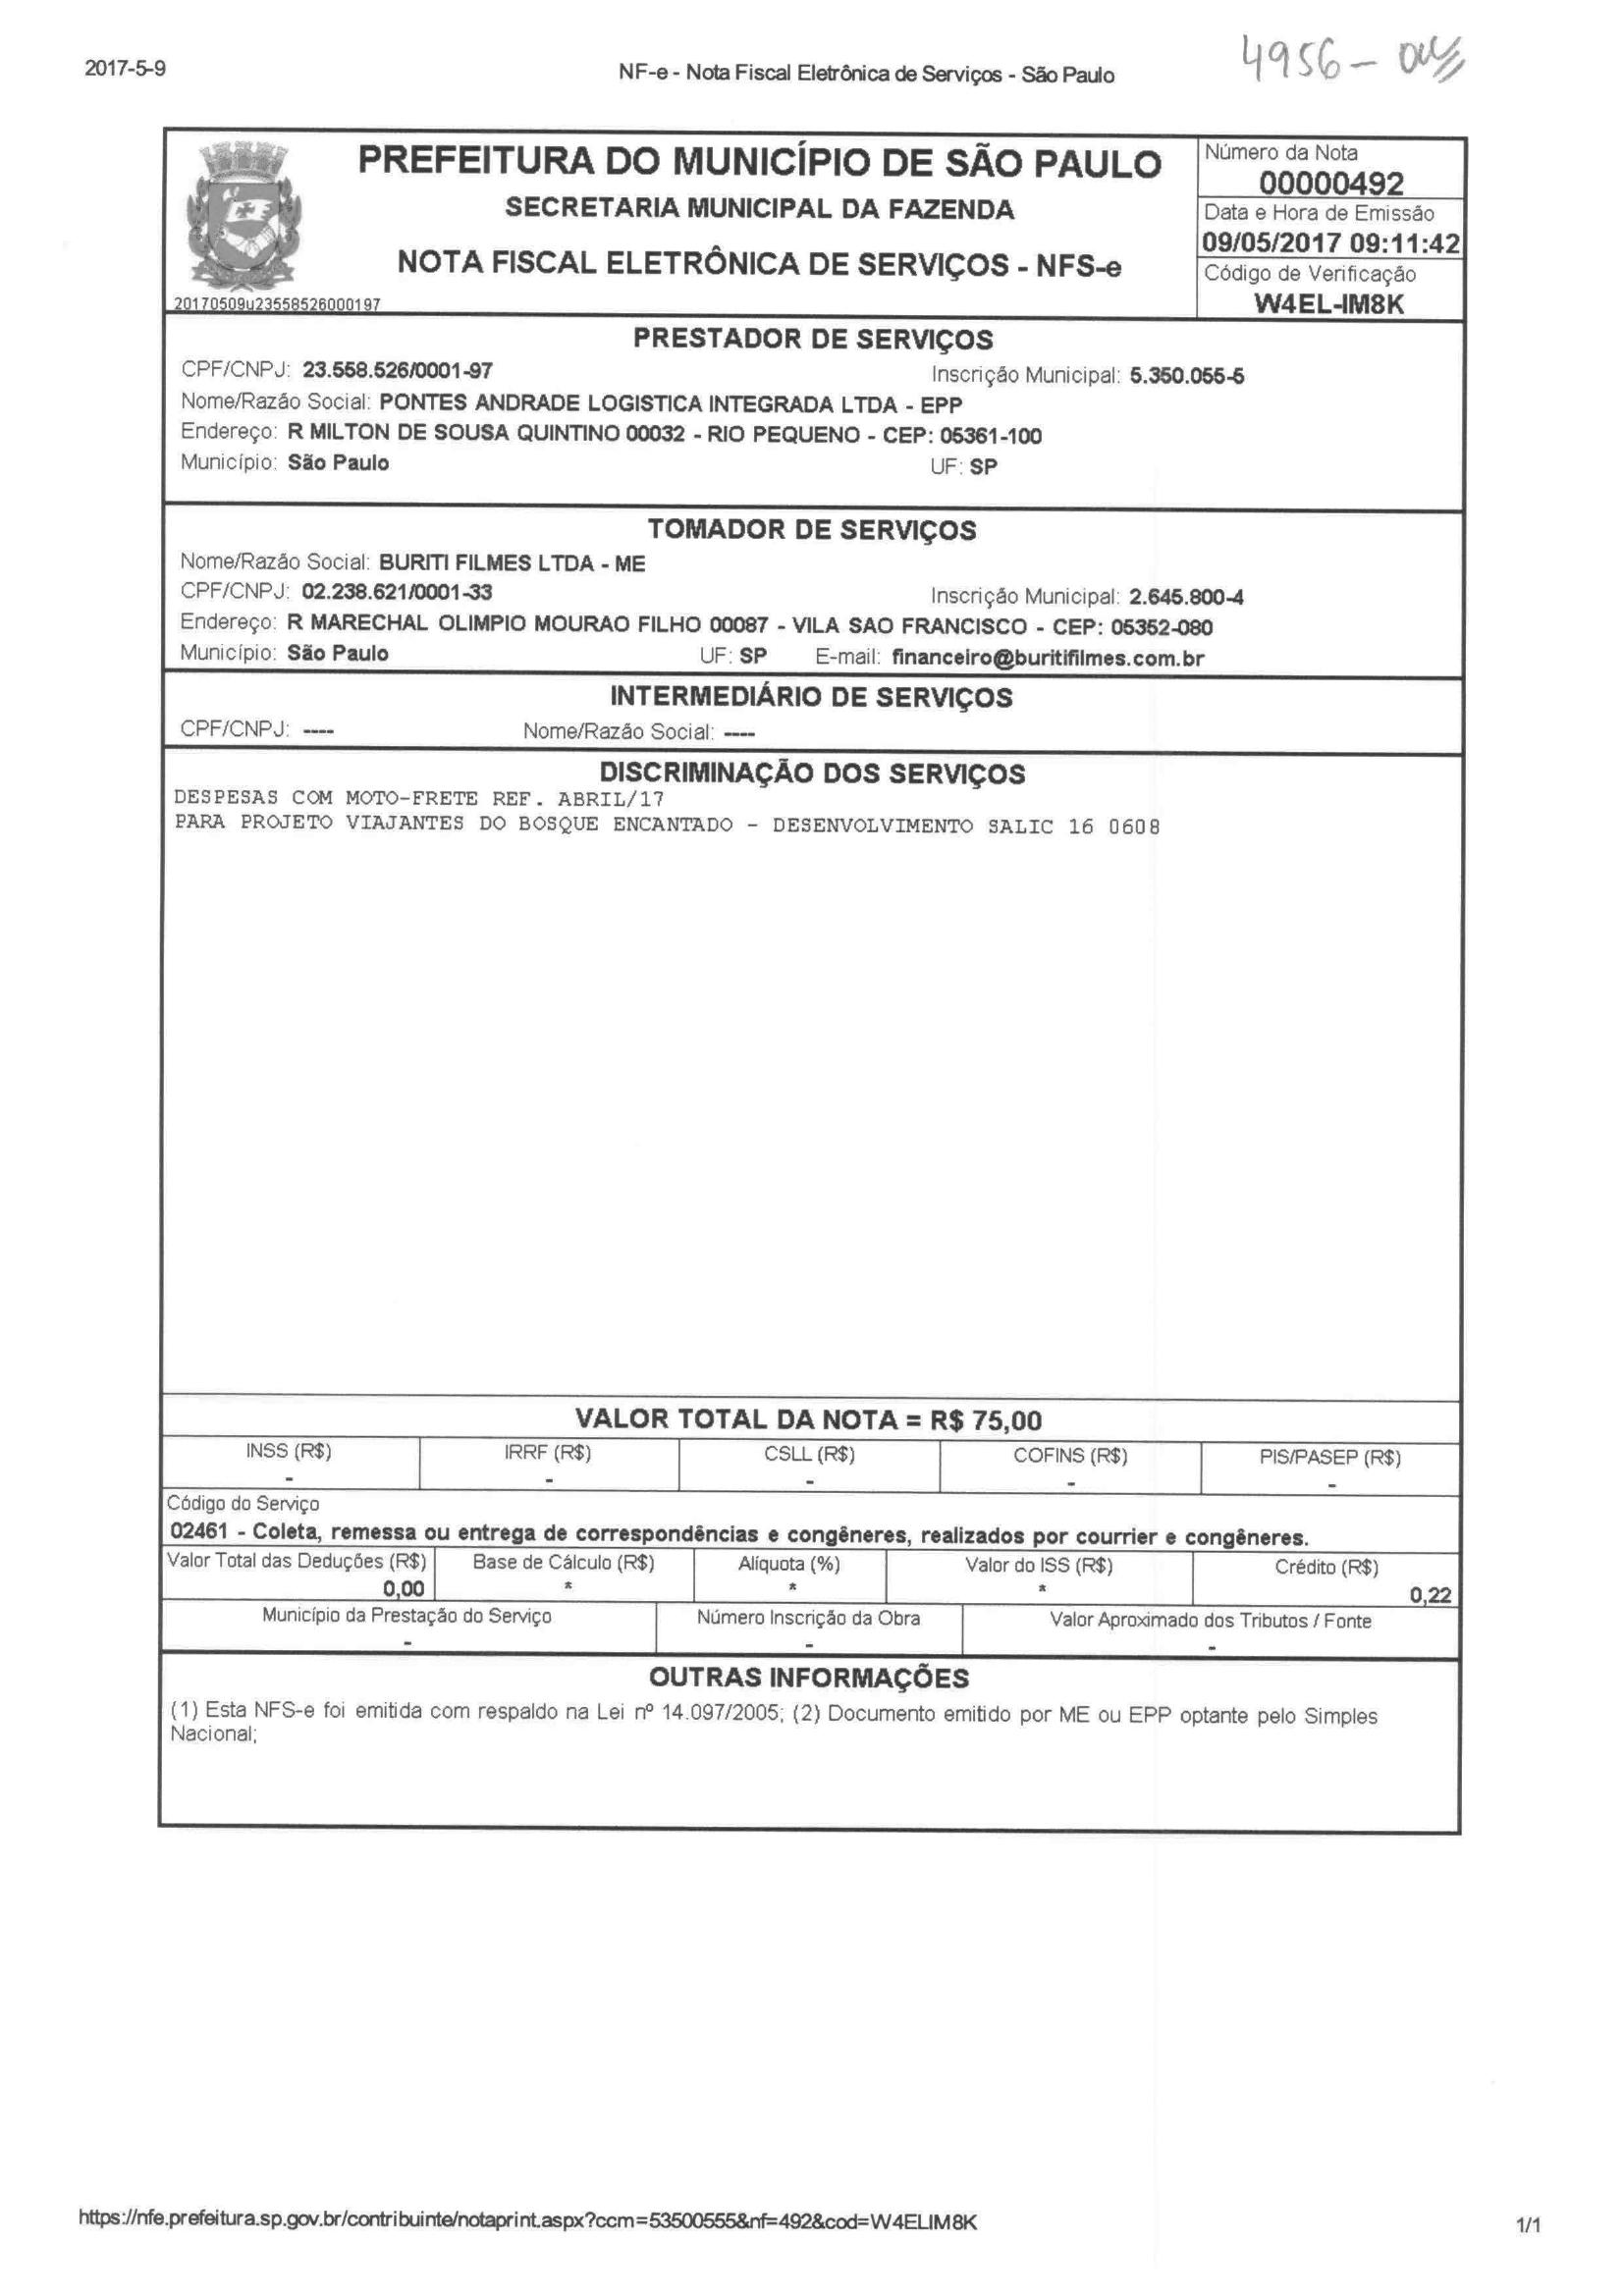 2017-5-9
NF-e - Nota Fiscal Eletrônica de Serviços - São Paulo
4956 -
PREFEITURA DO MUNICÍPIO DE SÃO PAULO
SECRETARIA MUNICIPAL DA FAZENDA
NOTA FISCAL ELETRÔNICA DE SERVIÇOS - NFS-e
20170509u23558526000197
Número da Nota
00000492
Data e Hora de Emissão
09/05/2017 09:11:42
Código de Verificação
W4EL-IM8K
PRESTADOR DE SERVIÇOS
CPF/CNPJ: 23.558.526/0001-97 Inscrição Municipal: 5.350.055-5
Nome/Razão Social: PONTES ANDRADE LOGISTICA INTEGRADA LTDA - EPP
Endereço: R MILTON DE SOUSA QUINTINO 00032 - RIO PEQUENO - CEP: 05361-100
Município: São Paulo UF: SP
TOMADOR DE SERVIÇOS
Nome/Razão Social: BURITI FILMES LTDA - ME
CPF/CNPJ: 02.238.621/0001-33 Inscrição Municipal: 2.645.800-4
Endereço: R MARECHAL OLIMPIO MOURAO FILHO 00087 - VILA SAO FRANCISCO - CEP: 05352-080
Município: São Paulo UF: SP E-mail: financeiro@buritifilmes.com.br
INTERMEDIÁRIO DE SERVIÇOS
CPF/CNPJ: ---- Nome/Razão Social: ----
DISCRIMINAÇÃO DOS SERVIÇOS
DESPESAS COM MOTO-FRETE REF. ABRIL/17
PARA PROJETO VIAJANTES DO BOSQUE ENCANTADO - DESENVOLVIMENTO SALIC 16 0608
VALOR TOTAL DA NOTA = R$ 75,00
INSS (R$) IRRF (R$) CSLL (R$) COFINS (R$) PIS/PASEP (R$)
- - - - -
Código do Serviço
02461 - Coleta, remessa ou entrega de correspondências e congêneres, realizados por courrier e congêneres.
Valor Total das Deduções (R$) Base de Cálculo (R$) Alíquota (%) Valor do ISS (R$) Crédito (R$)
0,00 * * * 0,22
Município da Prestação do Serviço Número Inscrição da Obra Valor Aproximado dos Tributos / Fonte
- - -
OUTRAS INFORMAÇÕES
(1) Esta NFS-e foi emitida com respaldo na Lei nº 14.097/2005; (2) Documento emitido por ME ou EPP optante pelo Simples
Nacional;
https://nfe.prefeitura.sp.gov.br/contribuinte/notaprint.aspx?ccm=53500555&nf=492&cod=W4ELIM8K
1/1